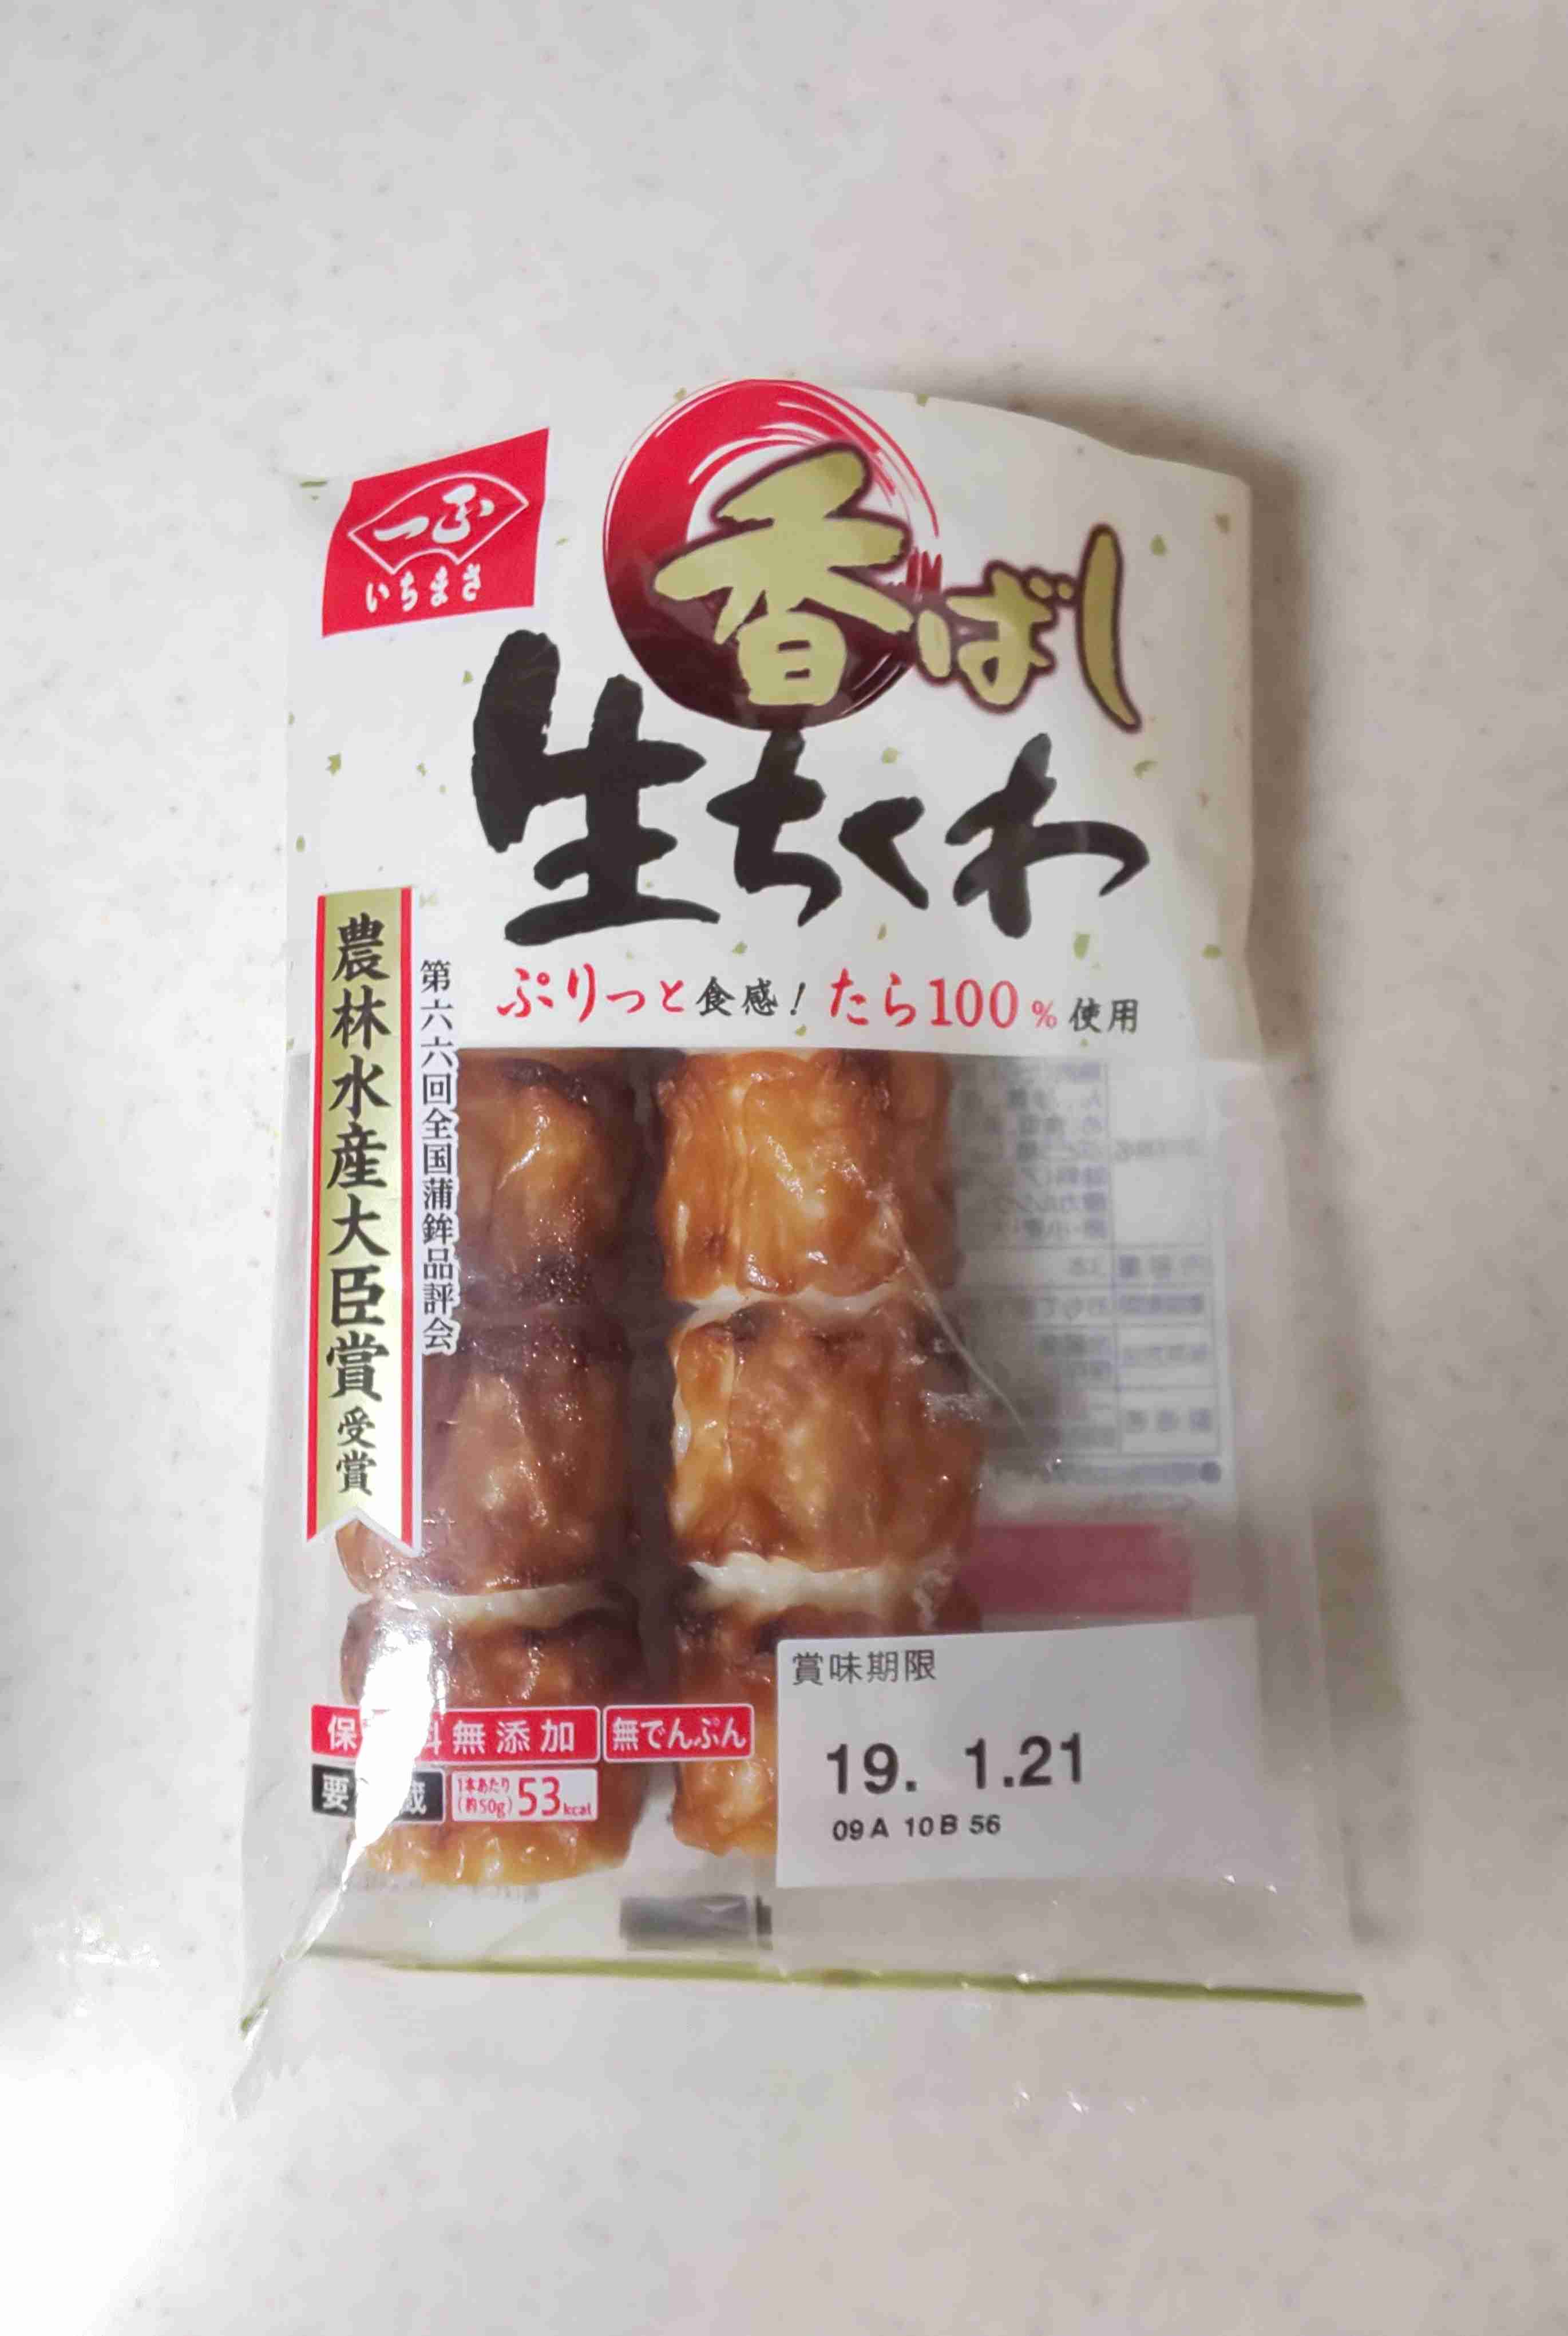 一正
いちまさ
香ばし
生ちくわ
ぷりっと食感！たら100%使用
農林水産大臣賞受賞
第六六回全国蒲鉾品評会
賞味期限
19. 1.21
09A 10B 56
無添加
無でんぷん
1本あたり
(約50g) 53kcal